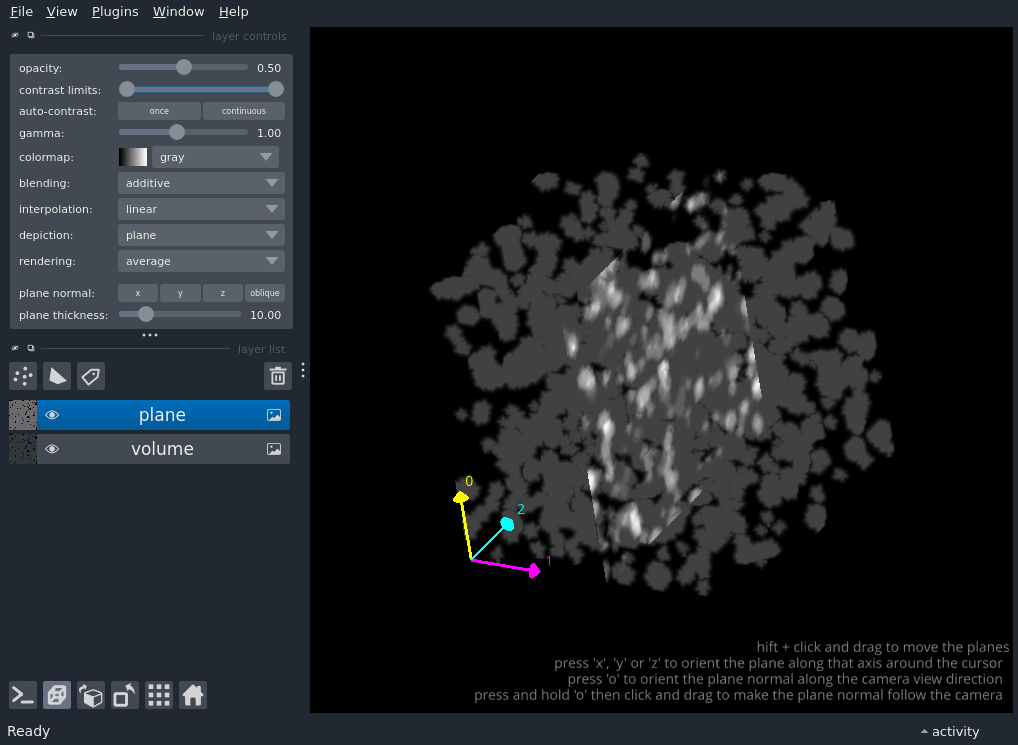 File View Plugins Window Help
layer controls
opacity: 0.50
contrast limits:
auto-contrast: once continuous
gamma: 1.00
colormap: gray
blending: additive
interpolation: linear
depiction: plane
rendering: average
plane normal: x y z oblique
plane thickness: 10.00
layer list
plane
volume
0
2
1
hift + click and drag to move the planes
press 'x', 'y' or 'z' to orient the plane along that axis around the cursor
press 'o' to orient the plane normal along the camera view direction
press and hold 'o' then click and drag to make the plane normal follow the camera
Ready activity